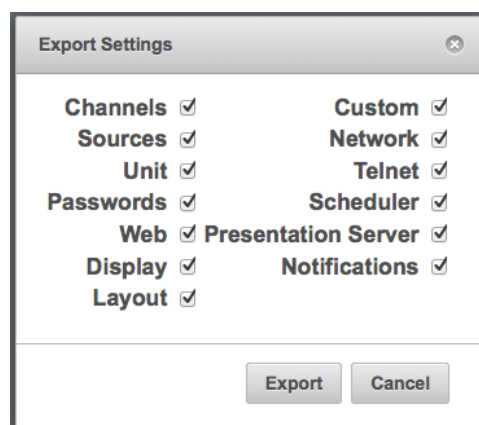 Export Settings
Channels Custom
Sources Network
Unit Telnet
Passwords Scheduler
Web Presentation Server
Display Notifications
Layout
Export Cancel